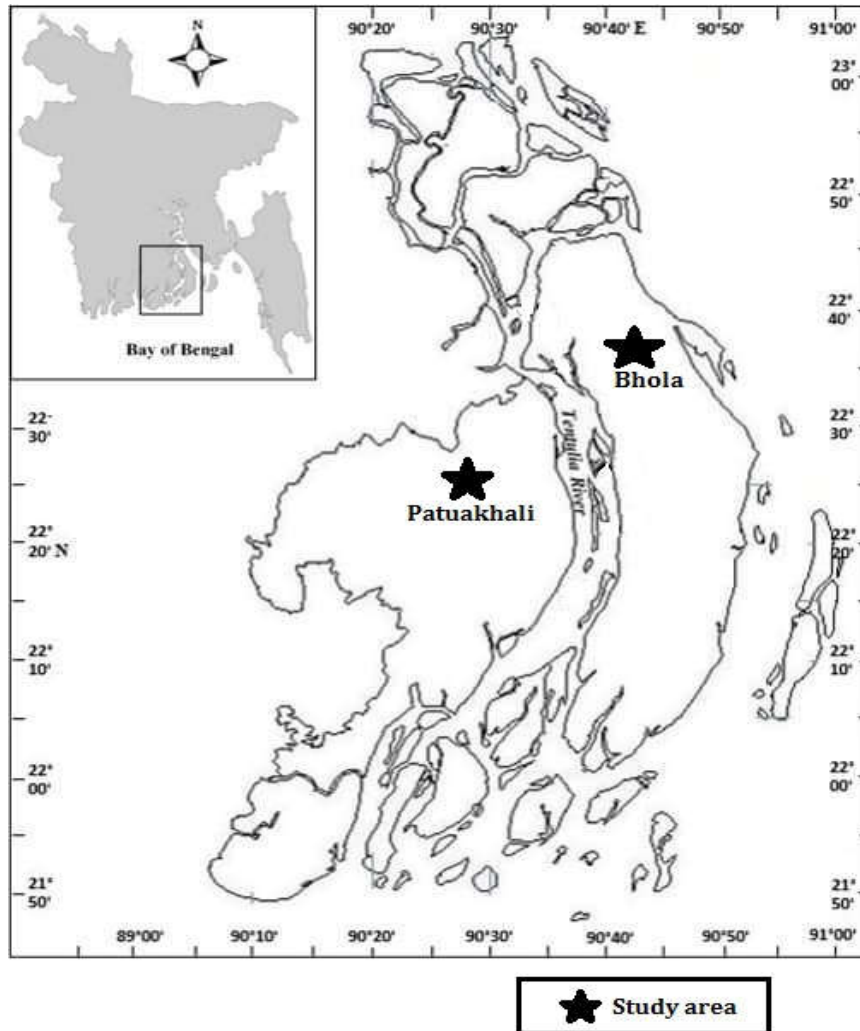 N
Bay of Bengal
90°20' 90°30' 90°40' E 90°50' 91°00'
23°
00'
22°
50'
22°
40'
22°
30'
22°
20'
22°
10'
22°
00'
21°
50'
22-
30'
22°
20' N
22°
10'
22°
00'
21°
50'
Bhola
Tentulia River
Patuakhali
89°00' 90°10' 90°20' 90°30' 90°40' 90°50' 91°00'
Study area